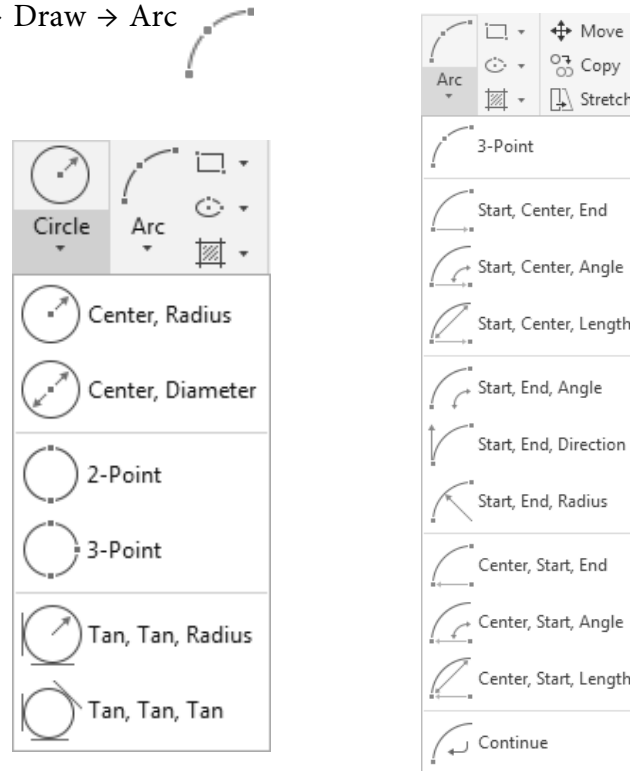 Draw → Arc
Circle
Arc
Center, Radius
Center, Diameter
2-Point
3-Point
Tan, Tan, Radius
Tan, Tan, Tan
Arc
Move
Copy
Stretch
3-Point
Start, Center, End
Start, Center, Angle
Start, Center, Length
Start, End, Angle
Start, End, Direction
Start, End, Radius
Center, Start, End
Center, Start, Angle
Center, Start, Length
Continue